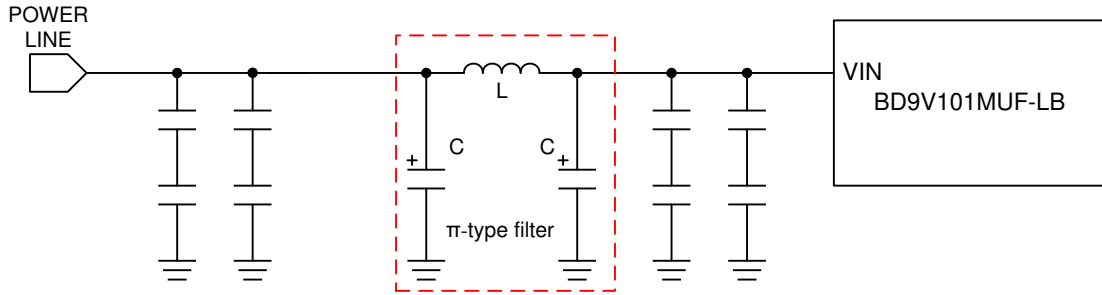 POWER
LINE
L
VIN
BD9V101MUF-LB
+ C
C +
π-type filter